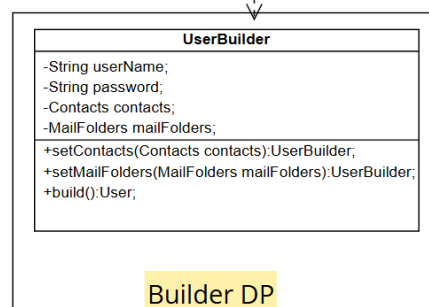 UserBuilder
-String userName;
-String password;
-Contacts contacts;
-MailFolders mailFolders;
+setContacts(Contacts contacts):UserBuilder;
+setMailFolders(MailFolders mailFolders):UserBuilder;
+build():User;
Builder DP